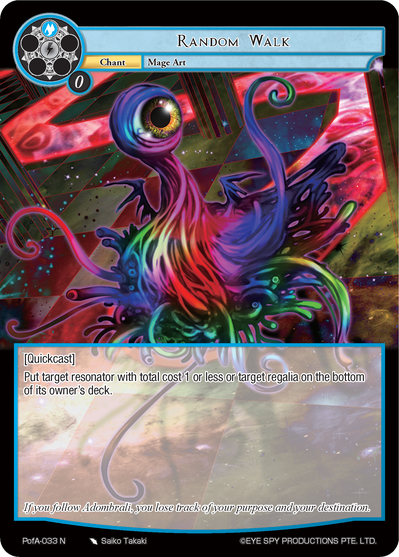 Random Walk
Chant Mage Art
0
[Quickcast]
Put target resonator with total cost 1 or less or target regalia on the bottom
of its owner's deck.
If you follow Adombrali, you lose track of your purpose and your destination.
PofA-033 N Saiko Takaki ©EYE SPY PRODUCTIONS PTE. LTD.